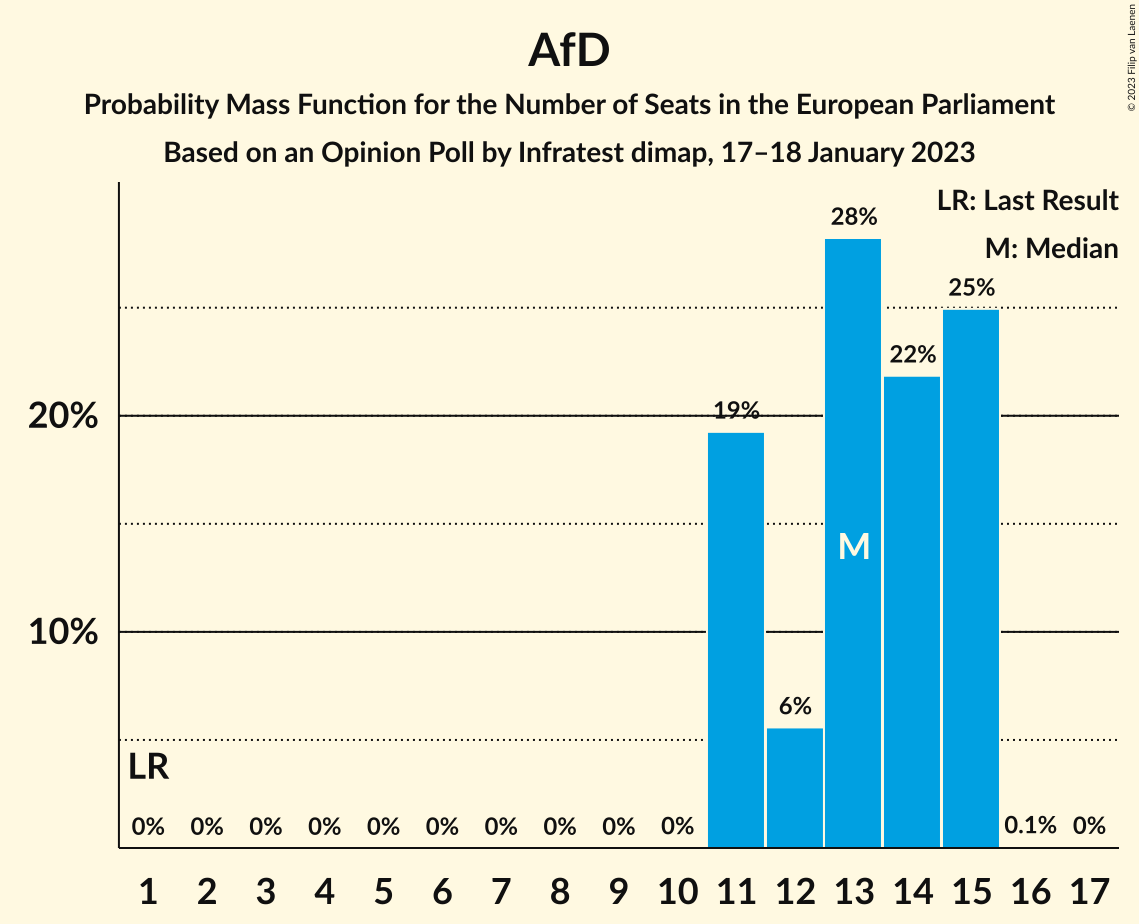 AfD
Probability Mass Function for the Number of Seats in the European Parliament
Based on an Opinion Poll by Infratest dimap, 17–18 January 2023
© 2023 Filip van Laenen
LR: Last Result
M: Median
28%
25%
22%
20%
19%
M
10%
6%
LR
0% 0% 0% 0% 0% 0% 0% 0% 0% 0% 0.1% 0%
1 2 3 4 5 6 7 8 9 10 11 12 13 14 15 16 17